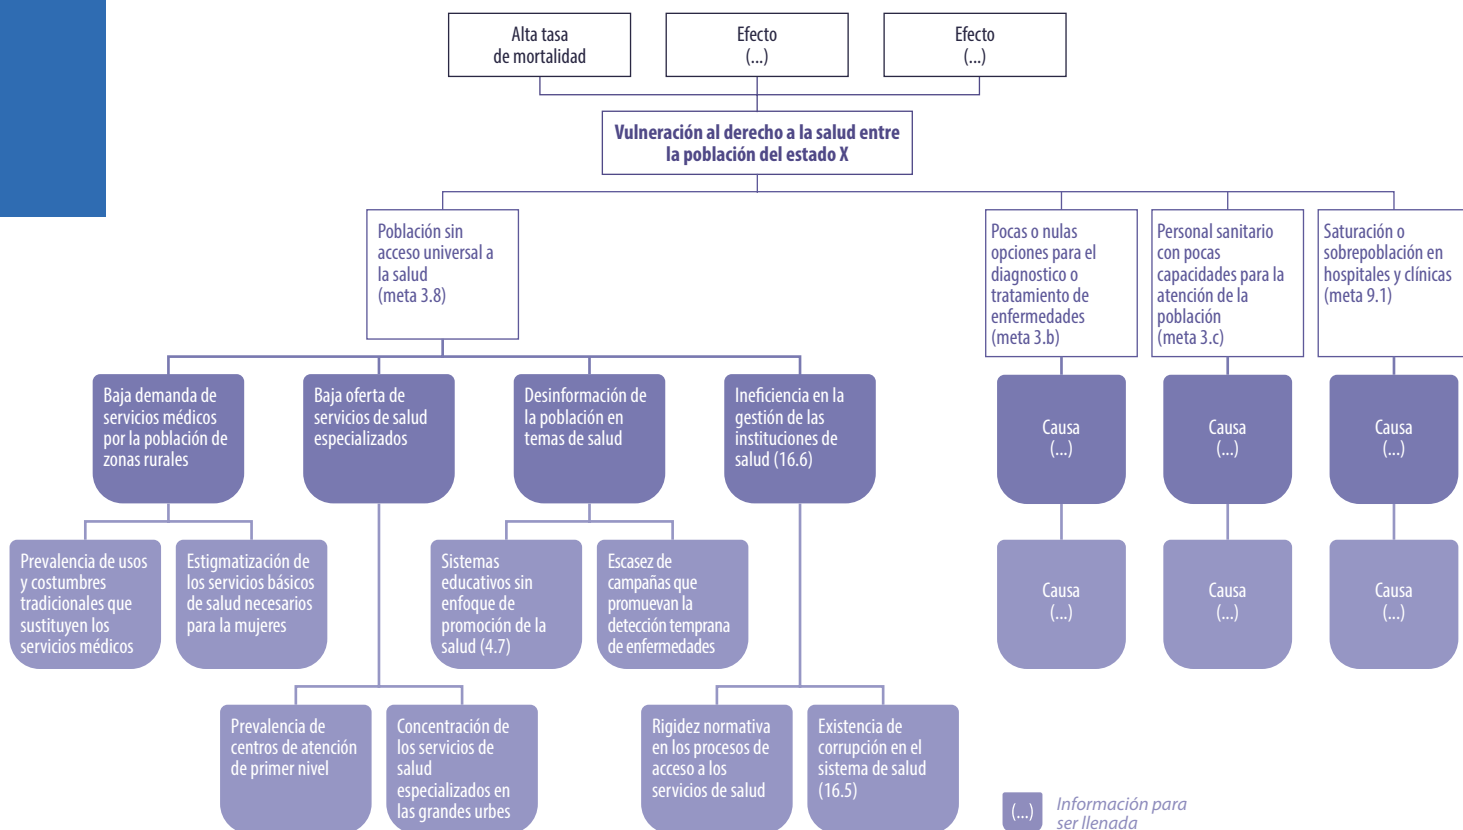 Alta tasa
de mortalidad
Efecto
(...)
Efecto
(...)
Vulneración al derecho a la salud entre
la población del estado X
Población sin
acceso universal a
la salud
(meta 3.8)
Pocas o nulas
opciones para el
diagnostico o
tratamiento de
enfermedades
(meta 3.b)
Personal sanitario
con pocas
capacidades para la
atención de la
población
(meta 3.c)
Saturación o
sobrepoblación en
hospitales y clínicas
(meta 9.1)
Baja demanda de
servicios médicos
por la población de
zonas rurales
Baja oferta de
servicios de salud
especializados
Desinformación de
la población en
temas de salud
Ineficiencia en la
gestión de las
instituciones de
salud (16.6)
Causa
(...)
Causa
(...)
Causa
(...)
Prevalencia de usos
y costumbres
tradicionales que
sustituyen los
servicios médicos
Estigmatización de
los servicios básicos
de salud necesarios
para la mujeres
Sistemas
educativos sin
enfoque de
promoción de la
salud (4.7)
Escasez de
campañas que
promuevan la
detección temprana
de enfermedades
Causa
(...)
Causa
(...)
Causa
(...)
Prevalencia de
centros de atención
de primer nivel
Concentración de
los servicios de
salud
especializados en
las grandes urbes
Rigidez normativa
en los procesos de
acceso a los
servicios de salud
Existencia de
corrupción en el
sistema de salud
(16.5)
(...)
Información para
ser llenada